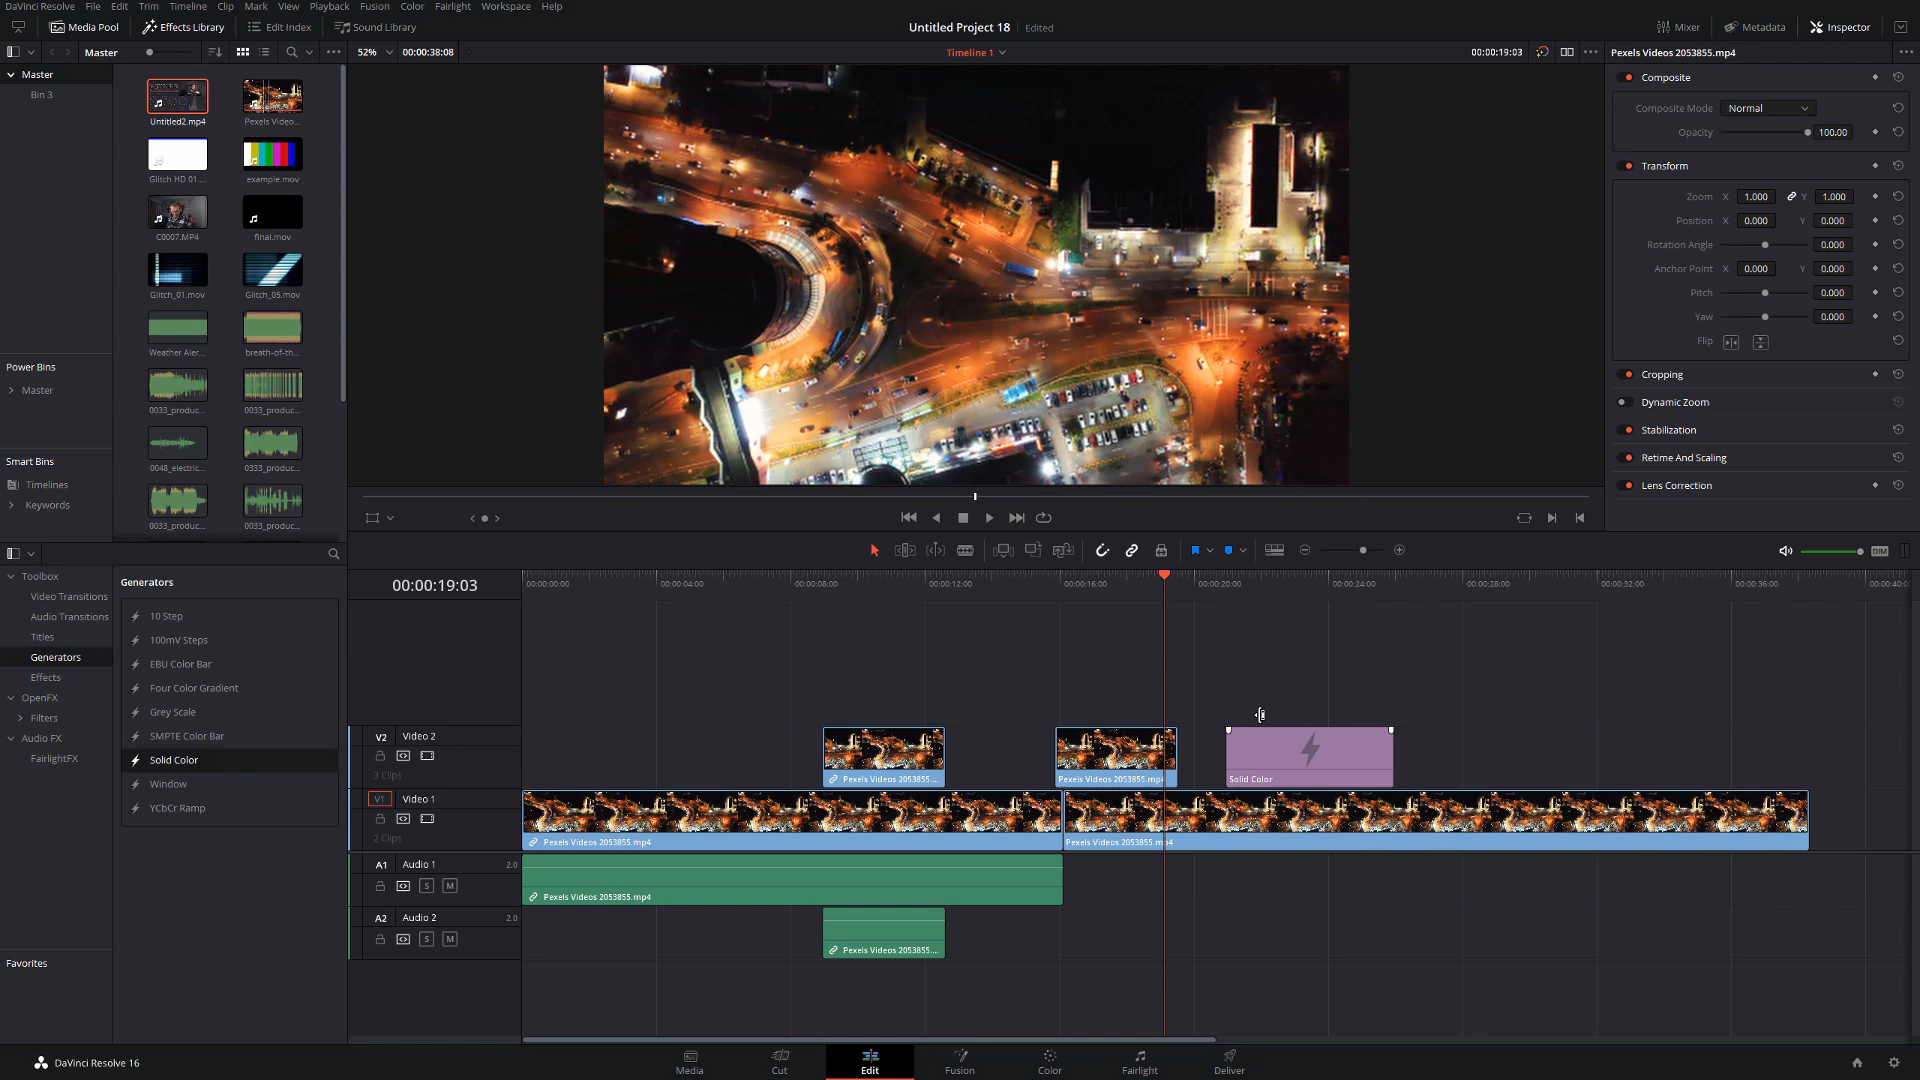 DaVinci Resolve File Edit Trim Timeline Clip Mark View Playback Fusion Color Fairlight Workspace Help
Media Pool Effects Library Edit Index Sound Library Untitled Project 18 Edited Mixer Metadata Inspector
Master 52% 00:00:38:08 Timeline 1 00:00:19:03 Pexels Videos 2053855.mp4
Master
Bin 3
Power Bins
Master
Smart Bins
Timelines
Keywords
Untitled2.mp4 Pexels Video...
Glitch HD 01.... example.mov
C0007.MP4 final.mov
Glitch_01.mov Glitch_05.mov
Weather Aler... breath-of-th...
0033_produc... 0033_produc...
0048_electric... 0333_produc...
0033_produc... 0033_produc...
Composite
Composite Mode Normal
Opacity 100.00
Transform
Zoom X 1.000 Y 1.000
Position X 0.000 Y 0.000
Rotation Angle 0.000
Anchor Point X 0.000 Y 0.000
Pitch 0.000
Yaw 0.000
Flip
Cropping
Dynamic Zoom
Stabilization
Retime And Scaling
Lens Correction
Toolbox
Video Transitions
Audio Transitions
Titles
Generators
Effects
OpenFX
Filters
Audio FX
FairlightFX
Favorites
Generators
10 Step
100mV Steps
EBU Color Bar
Four Color Gradient
Grey Scale
SMPTE Color Bar
Solid Color
Window
YCbCr Ramp
DIM
00:00:19:03 00:00:00:00 00:00:04:00 00:00:08:00 00:00:12:00 00:00:16:00 00:00:20:00 00:00:24:00 00:00:28:00 00:00:32:00 00:00:36:00 00:00:40:0
V2 Video 2
3 Clips
Pexels Videos 2053855.... Pexels Videos 2053855.mp4 Solid Color
V1 Video 1
2 Clips
Pexels Videos 2053855.mp4 Pexels Videos 2053855.mp4
A1 Audio 1 2.0
S M
Pexels Videos 2053855.mp4
A2 Audio 2 2.0
S M
Pexels Videos 2053855....
DaVinci Resolve 16 Media Cut Edit Fusion Color Fairlight Deliver